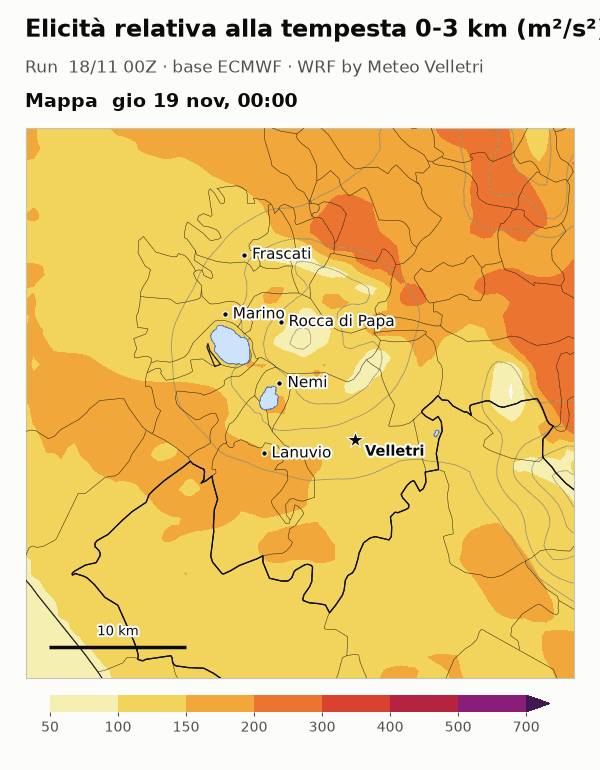 Elicità relativa alla tempesta 0-3 km (m²/s²)
Run 18/11 00Z · base ECMWF · WRF by Meteo Velletri
Mappa gio 19 nov, 00:00
Frascati
Marino
Rocca di Papa
Nemi
Velletri
Lanuvio
10 km
50 100 150 200 300 400 500 700